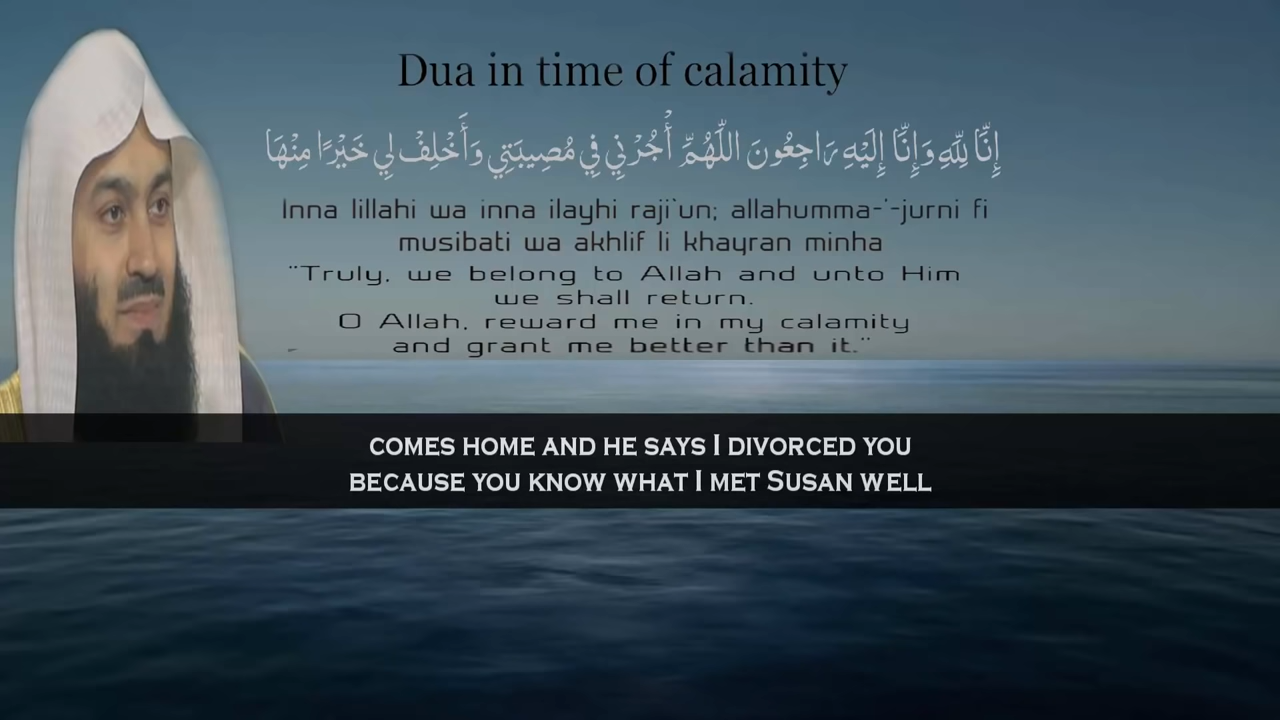 Dua in time of calamity
إِنَّا لِلَّهِ وَإِنَّا إِلَيْهِ رَاجِعُونَ اللَّهُمَّ أْجُرْنِي فِي مُصِيبَتِي وَأَخْلِفْ لِي خَيْرًا مِنْهَا
Inna lillahi wa inna ilayhi raji`un; allahumma-'-jurni fi
musibati wa akhlif li khayran minha
"Truly, we belong to Allah and unto Him
we shall return.
O Allah, reward me in my calamity
and grant me better than it."
COMES HOME AND HE SAYS I DIVORCED YOU
BECAUSE YOU KNOW WHAT I MET SUSAN WELL